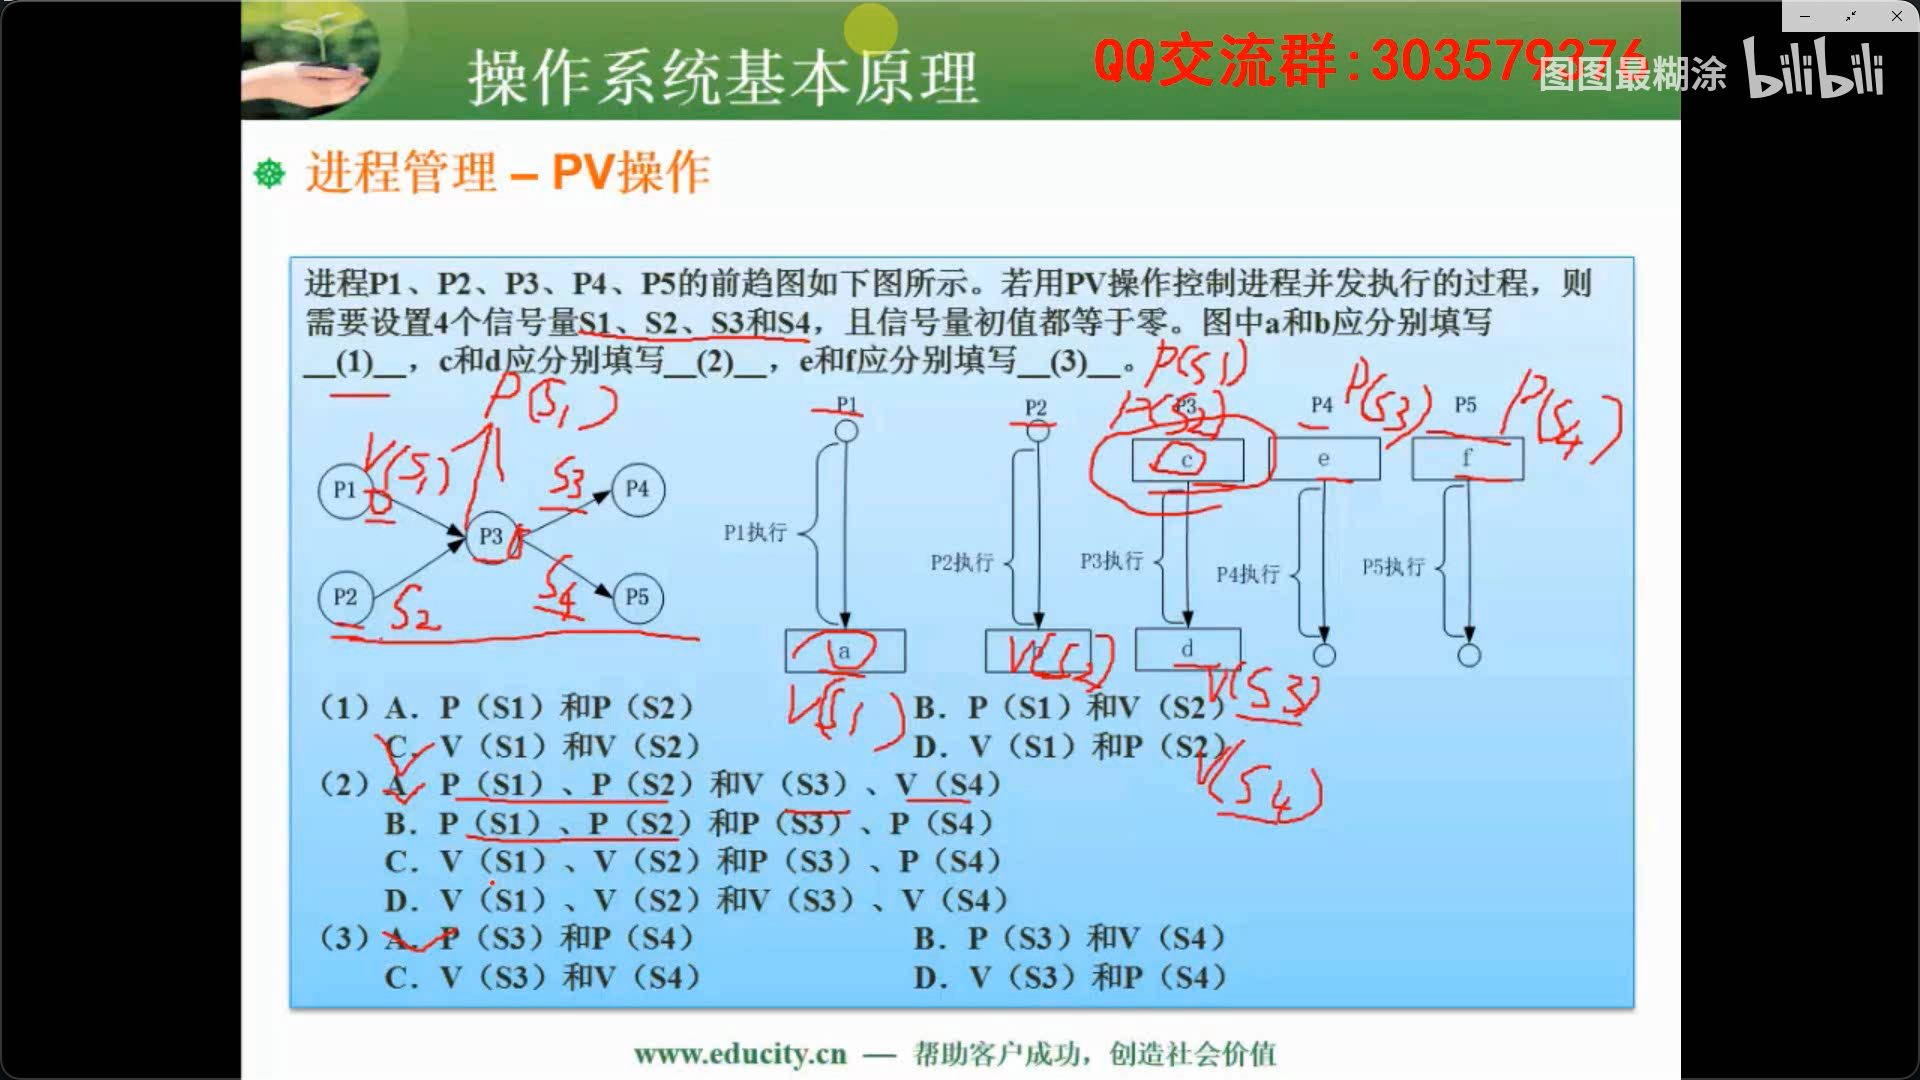 操作系统基本原理
QQ交流群:303579376
图图最糊涂 bilibili
进程管理 – PV操作
进程P1、P2、P3、P4、P5的前趋图如下图所示。若用PV操作控制进程并发执行的过程，则
需要设置4个信号量S1、S2、S3和S4，且信号量初值都等于零。图中a和b应分别填写
__(1)__，c和d应分别填写__(2)__，e和f应分别填写__(3)__。
P(S1)
P(S1) P1 P2 P(S2) P3 P4 P(S3) P5 P(S4)
V(S1) S3
P1 P4 c e f
P3
P1执行 P2执行 P3执行 P4执行 P5执行
P2 S2 S4 P5
a V(S2) d
V(S1) V(S3)
（1）A．P（S1）和P（S2） B．P（S1）和V（S2）
C．V（S1）和V（S2） D．V（S1）和P（S2）
V(S4)
（2）A．P（S1）、P（S2）和V（S3）、V（S4）
B．P（S1）、P（S2）和P（S3）、P（S4）
C．V（S1）、V（S2）和P（S3）、P（S4）
D．V（S1）、V（S2）和V（S3）、V（S4）
（3）A．P（S3）和P（S4） B．P（S3）和V（S4）
C．V（S3）和V（S4） D．V（S3）和P（S4）
www.educity.cn — 帮助客户成功，创造社会价值